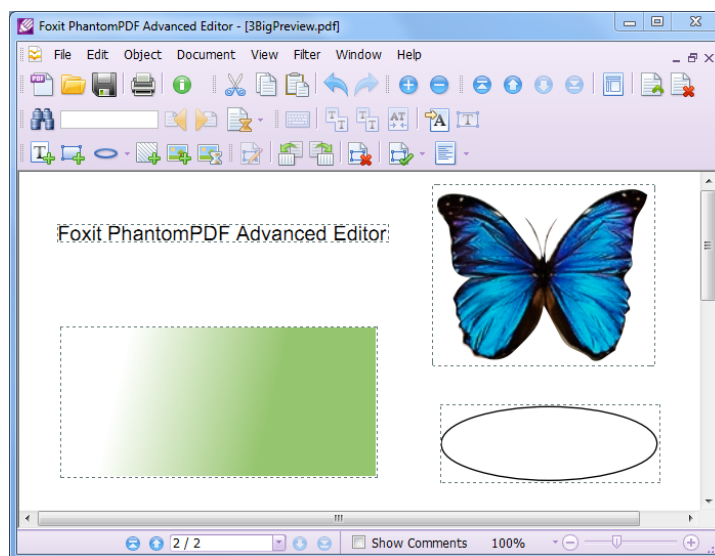 Foxit PhantomPDF Advanced Editor - [3BigPreview.pdf]
File Edit Object Document View Filter Window Help
Foxit PhantomPDF Advanced Editor
2 / 2 Show Comments 100%